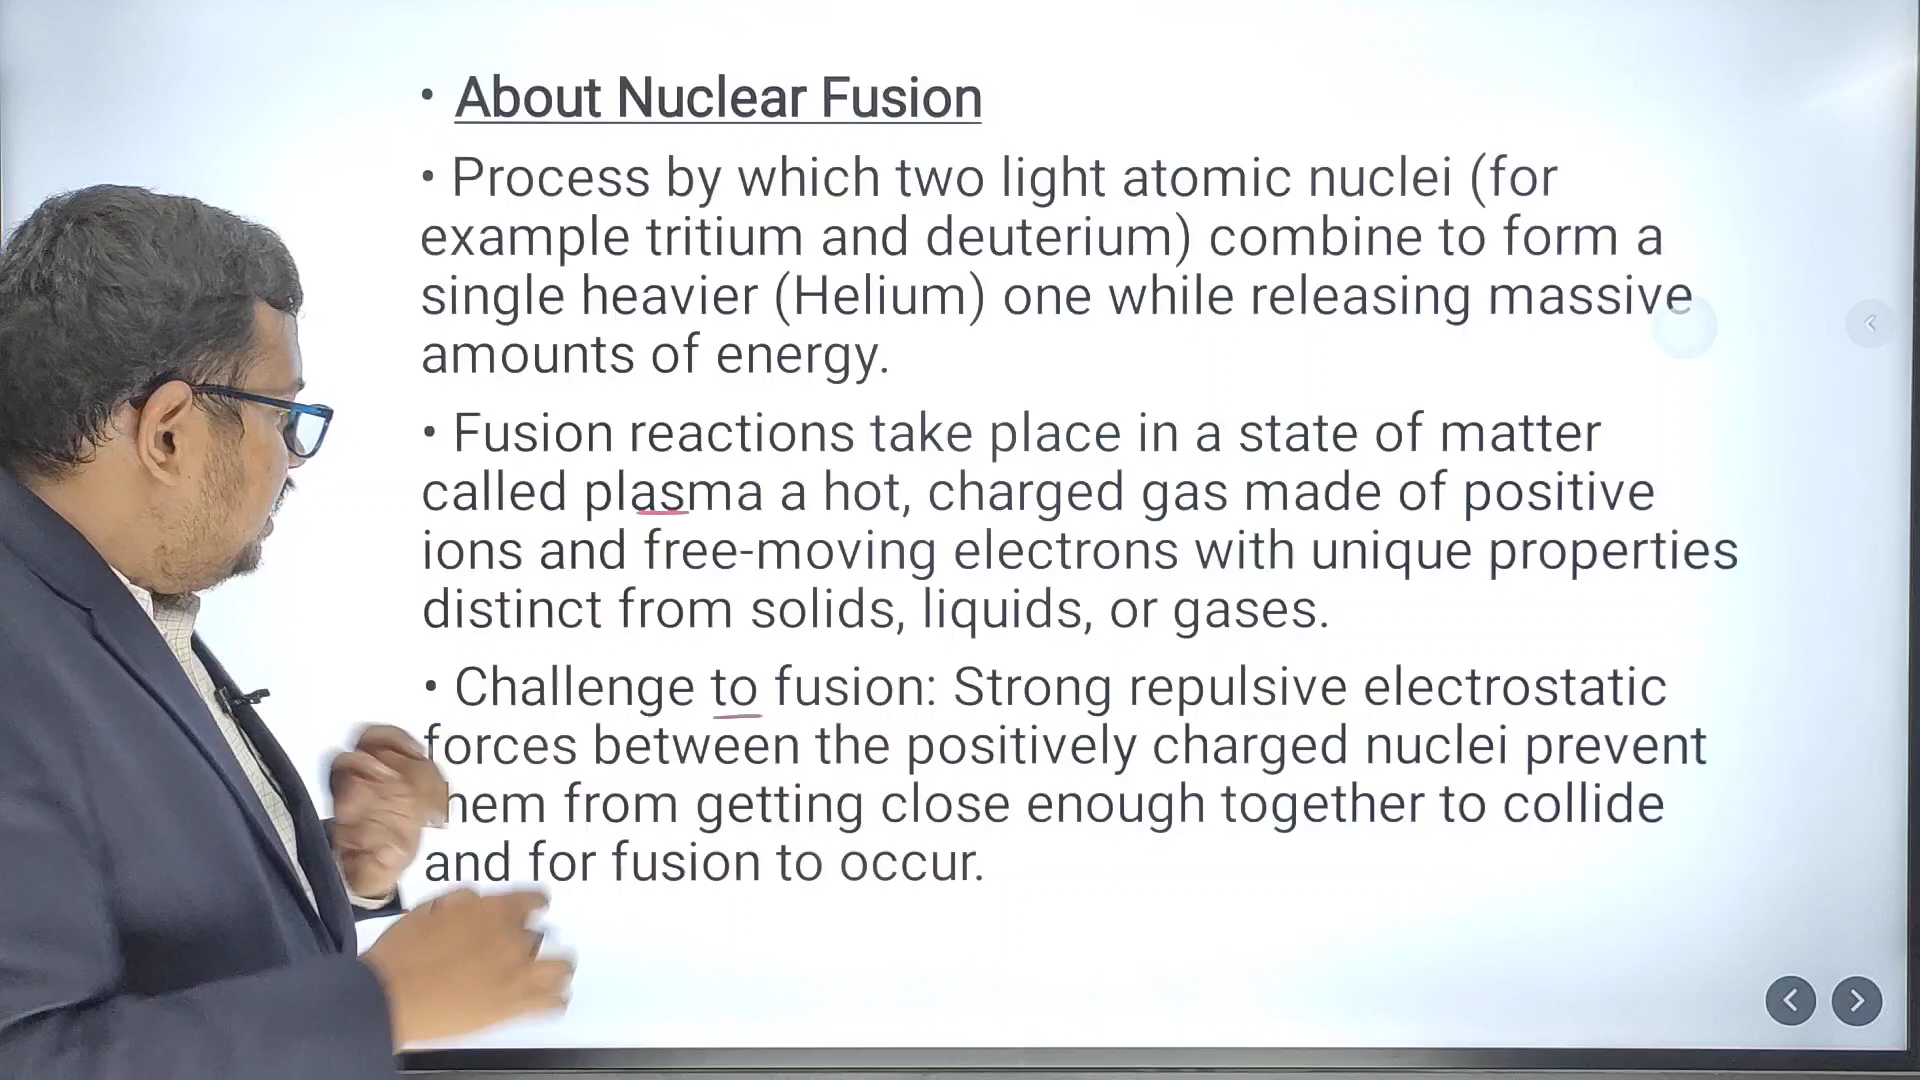 • About Nuclear Fusion
• Process by which two light atomic nuclei (for
example tritium and deuterium) combine to form a
single heavier (Helium) one while releasing massive
amounts of energy.
• Fusion reactions take place in a state of matter
called plasma a hot, charged gas made of positive
ions and free-moving electrons with unique properties
distinct from solids, liquids, or gases.
• Challenge to fusion: Strong repulsive electrostatic
forces between the positively charged nuclei prevent
hem from getting close enough together to collide
and for fusion to occur.